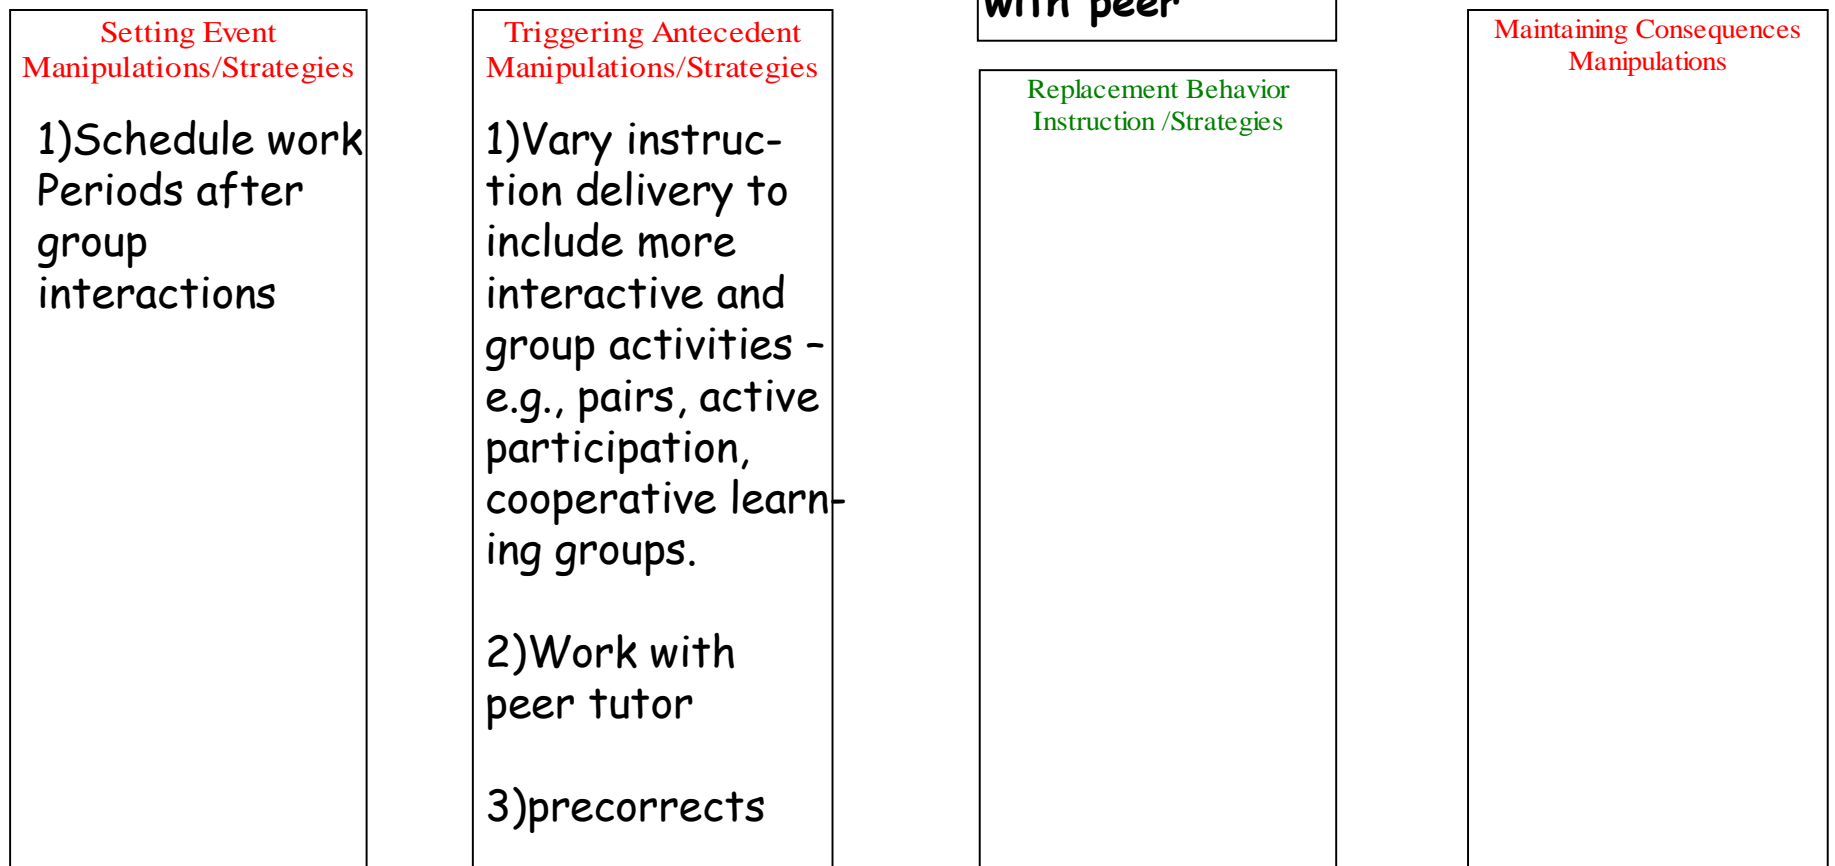 with peer
Setting Event
Manipulations/Strategies
1)Schedule work
Periods after
group
interactions
Triggering Antecedent
Manipulations/Strategies
1)Vary instruc-
tion delivery to
include more
interactive and
group activities –
e.g., pairs, active
participation,
cooperative learn-
ing groups.
2)Work with
peer tutor
3)precorrects
Replacement Behavior
Instruction /Strategies
Maintaining Consequences
Manipulations